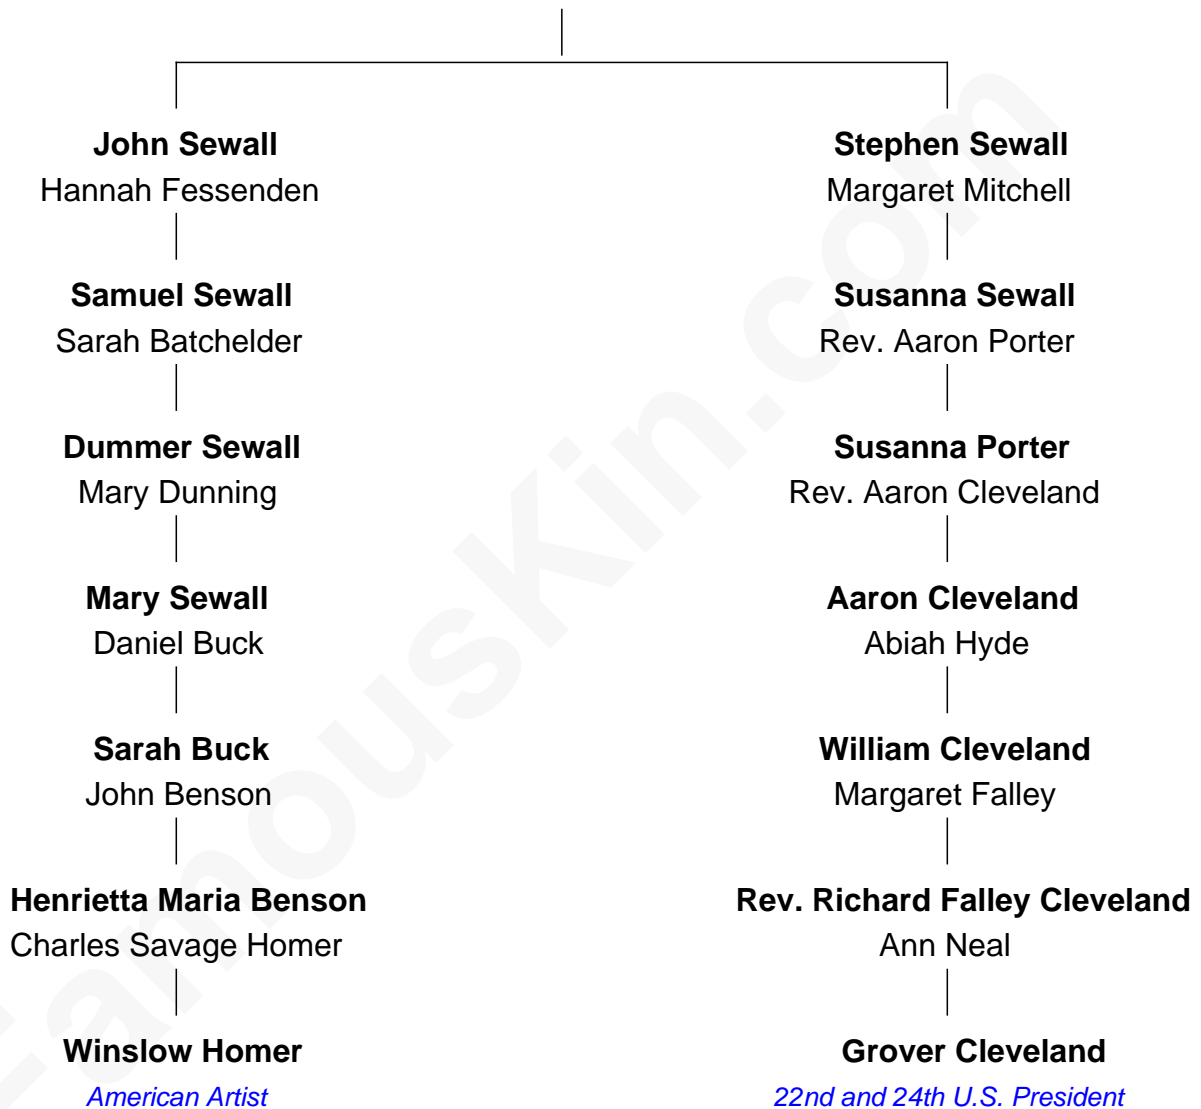 John Sewall
Hannah Fessenden
Stephen Sewall
Margaret Mitchell
Samuel Sewall
Sarah Batchelder
Susanna Sewall
Rev. Aaron Porter
Dummer Sewall
Mary Dunning
Susanna Porter
Rev. Aaron Cleveland
Mary Sewall
Daniel Buck
Aaron Cleveland
Abiah Hyde
Sarah Buck
John Benson
William Cleveland
Margaret Falley
Henrietta Maria Benson
Charles Savage Homer
Rev. Richard Falley Cleveland
Ann Neal
Winslow Homer
American Artist
Grover Cleveland
22nd and 24th U.S. President
FamousKin.com